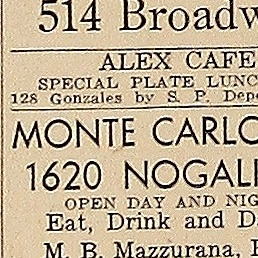 514 Broadw
ALEX CAFE
SPECIAL PLATE LUNC
128 Gonzales by S. P. Depo
MONTE CARLO
1620 NOGAL
OPEN DAY AND NIG
Eat, Drink and D
M. B. Mazzurana,